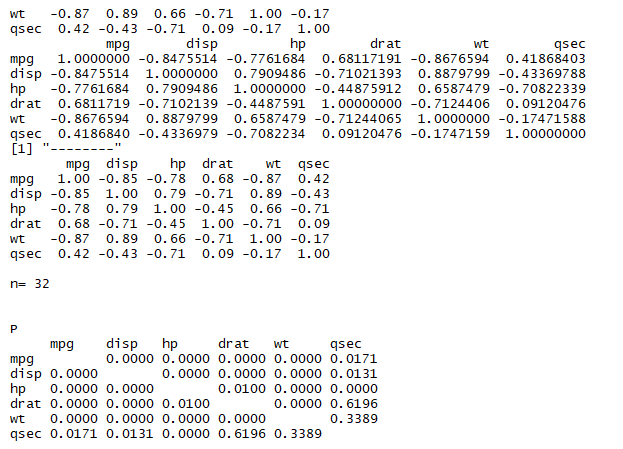 wt   -0.87  0.89  0.66 -0.71  1.00 -0.17
qsec  0.42 -0.43 -0.71  0.09 -0.17  1.00
            mpg       disp         hp        drat         wt        qsec
mpg   1.0000000 -0.8475514 -0.7761684  0.68117191 -0.8676594  0.41868403
disp -0.8475514  1.0000000  0.7909486 -0.71021393  0.8879799 -0.43369788
hp   -0.7761684  0.7909486  1.0000000 -0.44875912  0.6587479 -0.70822339
drat  0.6811719 -0.7102139 -0.4487591  1.00000000 -0.7124406  0.09120476
wt   -0.8676594  0.8879799  0.6587479 -0.71244065  1.0000000 -0.17471588
qsec  0.4186840 -0.4336979 -0.7082234  0.09120476 -0.1747159  1.00000000
[1] "--------"
       mpg  disp    hp  drat    wt  qsec
mpg   1.00 -0.85 -0.78  0.68 -0.87  0.42
disp -0.85  1.00  0.79 -0.71  0.89 -0.43
hp   -0.78  0.79  1.00 -0.45  0.66 -0.71
drat  0.68 -0.71 -0.45  1.00 -0.71  0.09
wt   -0.87  0.89  0.66 -0.71  1.00 -0.17
qsec  0.42 -0.43 -0.71  0.09 -0.17  1.00
n= 32
P
     mpg    disp   hp     drat   wt     qsec
mpg         0.0000 0.0000 0.0000 0.0000 0.0171
disp 0.0000        0.0000 0.0000 0.0000 0.0131
hp   0.0000 0.0000        0.0100 0.0000 0.0000
drat 0.0000 0.0000 0.0100        0.0000 0.6196
wt   0.0000 0.0000 0.0000 0.0000        0.3389
qsec 0.0171 0.0131 0.0000 0.6196 0.3389